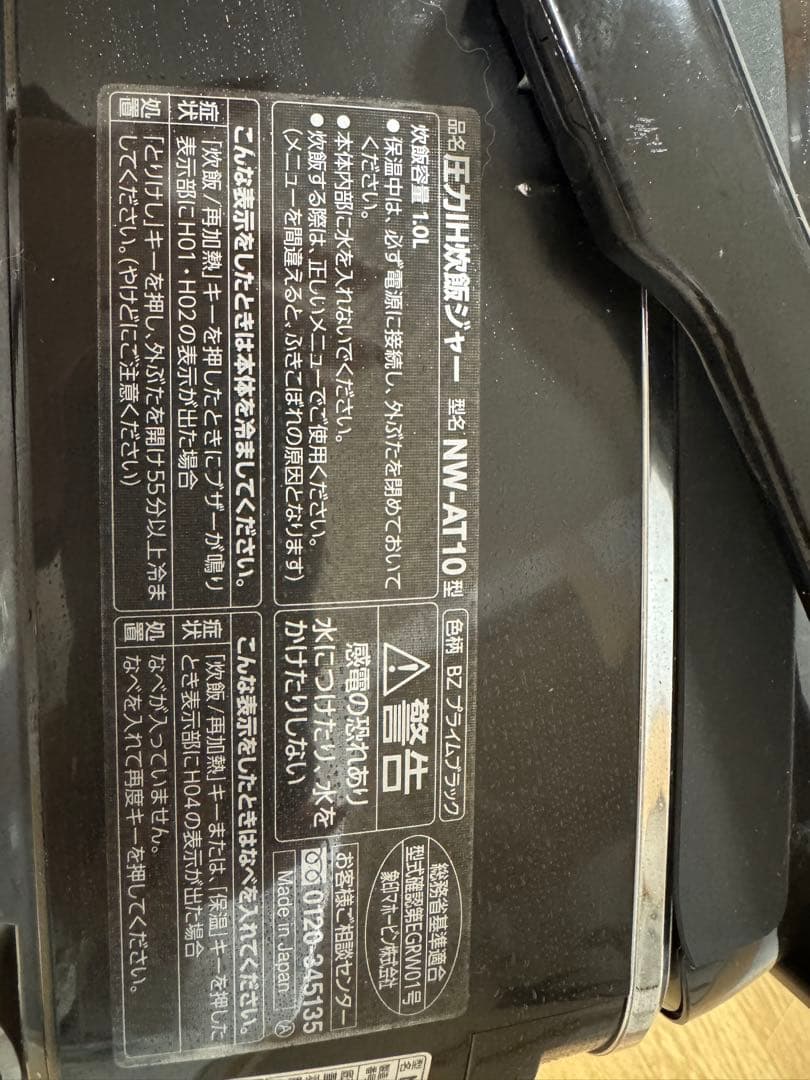 品名 圧力IH炊飯ジャー 型名 NW-AT10型 色柄 BZ プライムブラック
炊飯容量 1.0L
●保温中は、必ず電源に接続し、外ぶたを閉めておいて
ください。
●本体内部に水を入れないでください。
●炊飯する際は、正しいメニューでご使用ください。
(メニューを間違えると、ふきこぼれの原因となります)
⚠警告
感電の恐れあり
水につけたり、水を
かけたりしない
総務省基準適合
型式確認第EGRW01号
象印マホービン株式会社
お客様ご相談センター
0120-345135
Made in Japan Ⓐ
こんな表示をしたときは本体を冷ましてください。
症状 「炊飯/再加熱」キーを押したときにブザーが鳴り
表示部にH01・H02の表示が出た場合
処置 「とりけし」キーを押し、外ぶたを開け55分以上冷ま
してください。(やけどにご注意ください)
こんな表示をしたときはなべを入れてください。
症状 「炊飯/再加熱」キーまたは、「保温」キーを押した
とき表示部にH04の表示が出た場合
処置 なべが入っていません。
なべを入れて再度キーを押してください。
型名